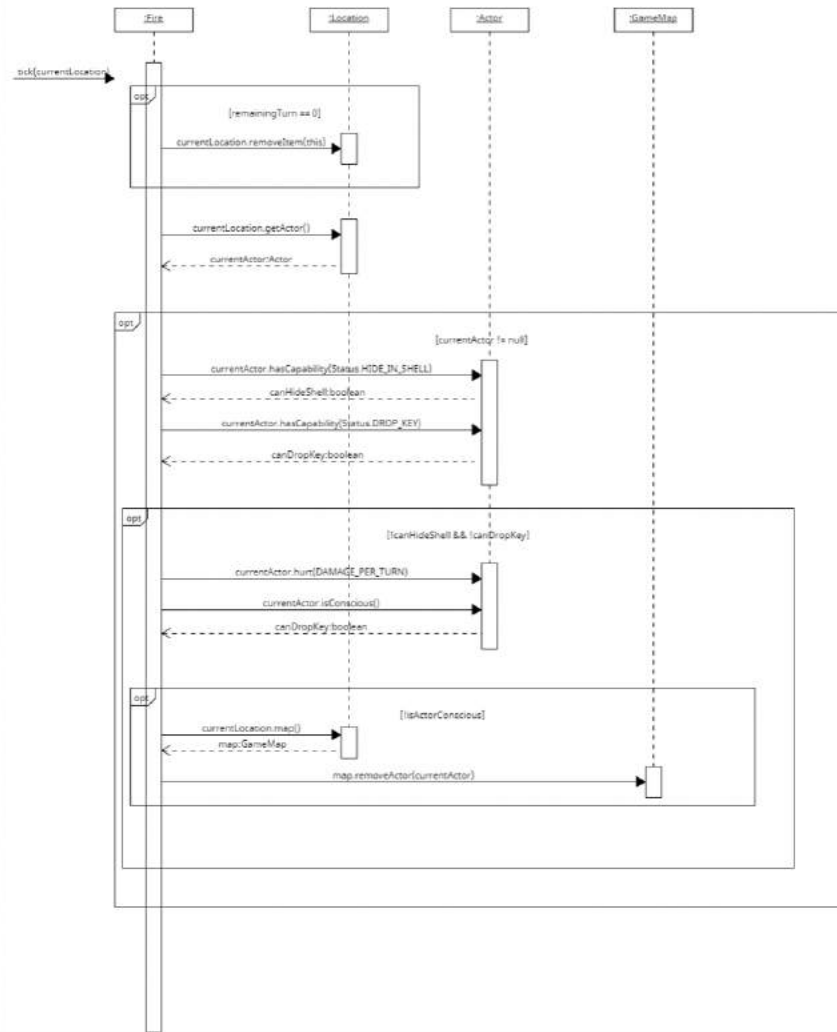 :Fire
:Location
:Actor
:GameMap
tick(currentLocation)
opt
[remainingTurn == 0]
currentLocation.removeItem(this)
currentLocation.getActor()
currentActor:Actor
opt
[currentActor != null]
currentActor.hasCapability(Status.HIDE_IN_SHELL)
canHideShell:boolean
currentActor.hasCapability(Status.DROP_KEY)
canDropKey:boolean
opt
[!canHideShell && !canDropKey]
currentActor.hurt(DAMAGE_PER_TURN)
currentActor.isConscious()
canDropKey:boolean
opt
[!isActorConscious]
currentLocation.map()
map:GameMap
map.removeActor(currentActor)